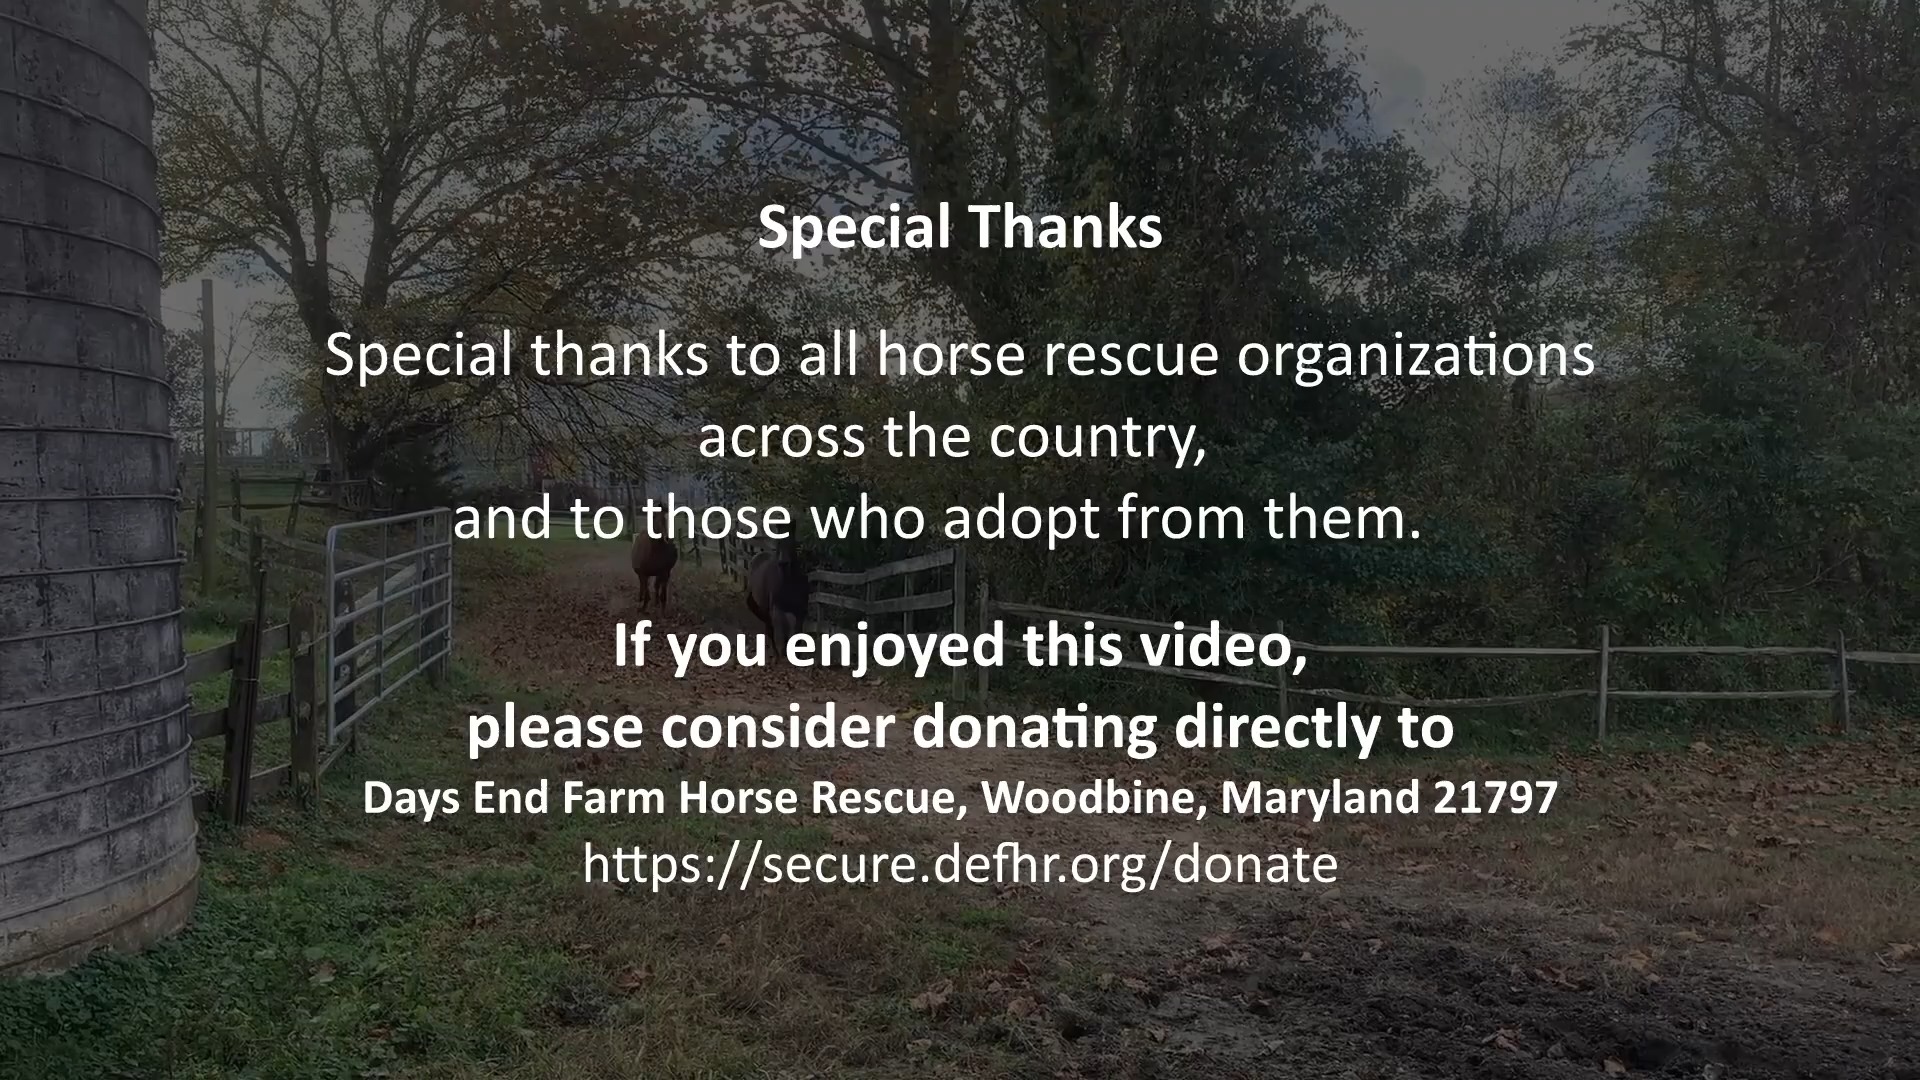 Special Thanks
Special thanks to all horse rescue organizations
across the country,
and to those who adopt from them.
If you enjoyed this video,
please consider donating directly to
Days End Farm Horse Rescue, Woodbine, Maryland 21797
https://secure.defhr.org/donate